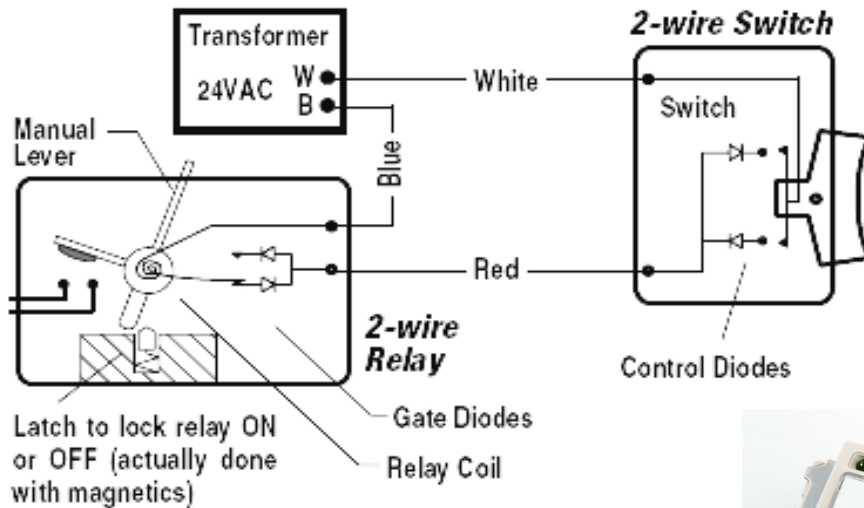 2-wire Switch
Transformer
24VAC
W
B
White
Switch
Manual
Lever
Blue
Red
2-wire
Relay
Control Diodes
Gate Diodes
Relay Coil
Latch to lock relay ON
or OFF (actually done
with magnetics)